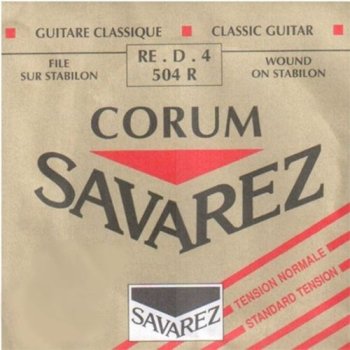 GUITARE CLASSIQUE
CLASSIC GUITAR
FILE
SUR STABILON
RE . D . 4
504 R
WOUND
ON STABILON
CORUM
SAVAREZ
TENSION NORMALE
STANDARD TENSION
SAVAREZ